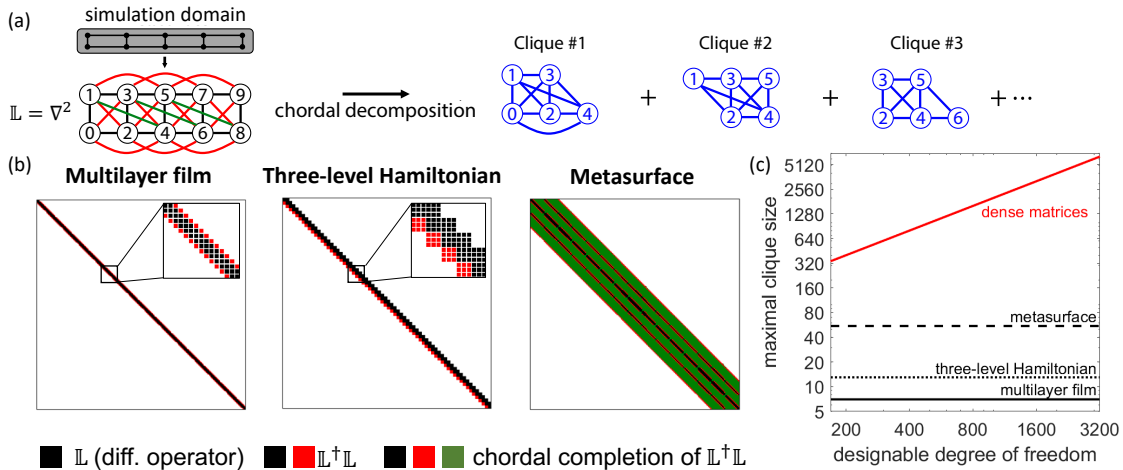 (a)
simulation domain
𝕃 = ∇²
1 3 5 7 9
0 2 4 6 8
chordal decomposition
Clique #1
1 3
0 2 4
+
Clique #2
1 3 5
2 4
+
Clique #3
3 5
2 4 6
+ ···
(b)
Multilayer film
Three-level Hamiltonian
Metasurface
𝕃 (diff. operator)
𝕃†𝕃
chordal completion of 𝕃†𝕃
(c)
maximal clique size
5120
2560
1280
640
320
160
80
40
20
10
5
dense matrices
metasurface
three-level Hamiltonian
multilayer film
200 400 800 1600 3200
designable degree of freedom